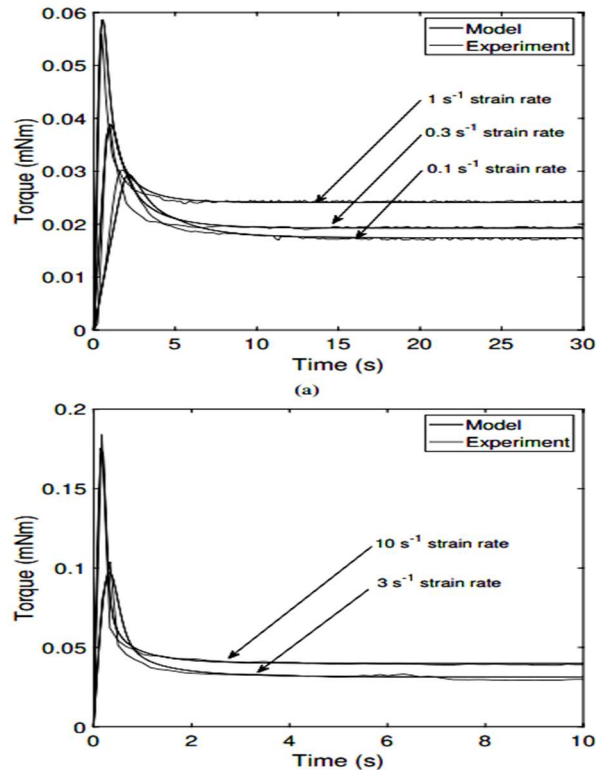 0.06
0.05
0.04
0.03
0.02
0.01
0
Torque (mNm)
Model
Experiment
1 s⁻¹ strain rate
0.3 s⁻¹ strain rate
0.1 s⁻¹ strain rate
0 5 10 15 20 25 30
Time (s)
(a)
0.2
0.15
0.1
0.05
0
Torque (mNm)
Model
Experiment
10 s⁻¹ strain rate
3 s⁻¹ strain rate
0 2 4 6 8 10
Time (s)